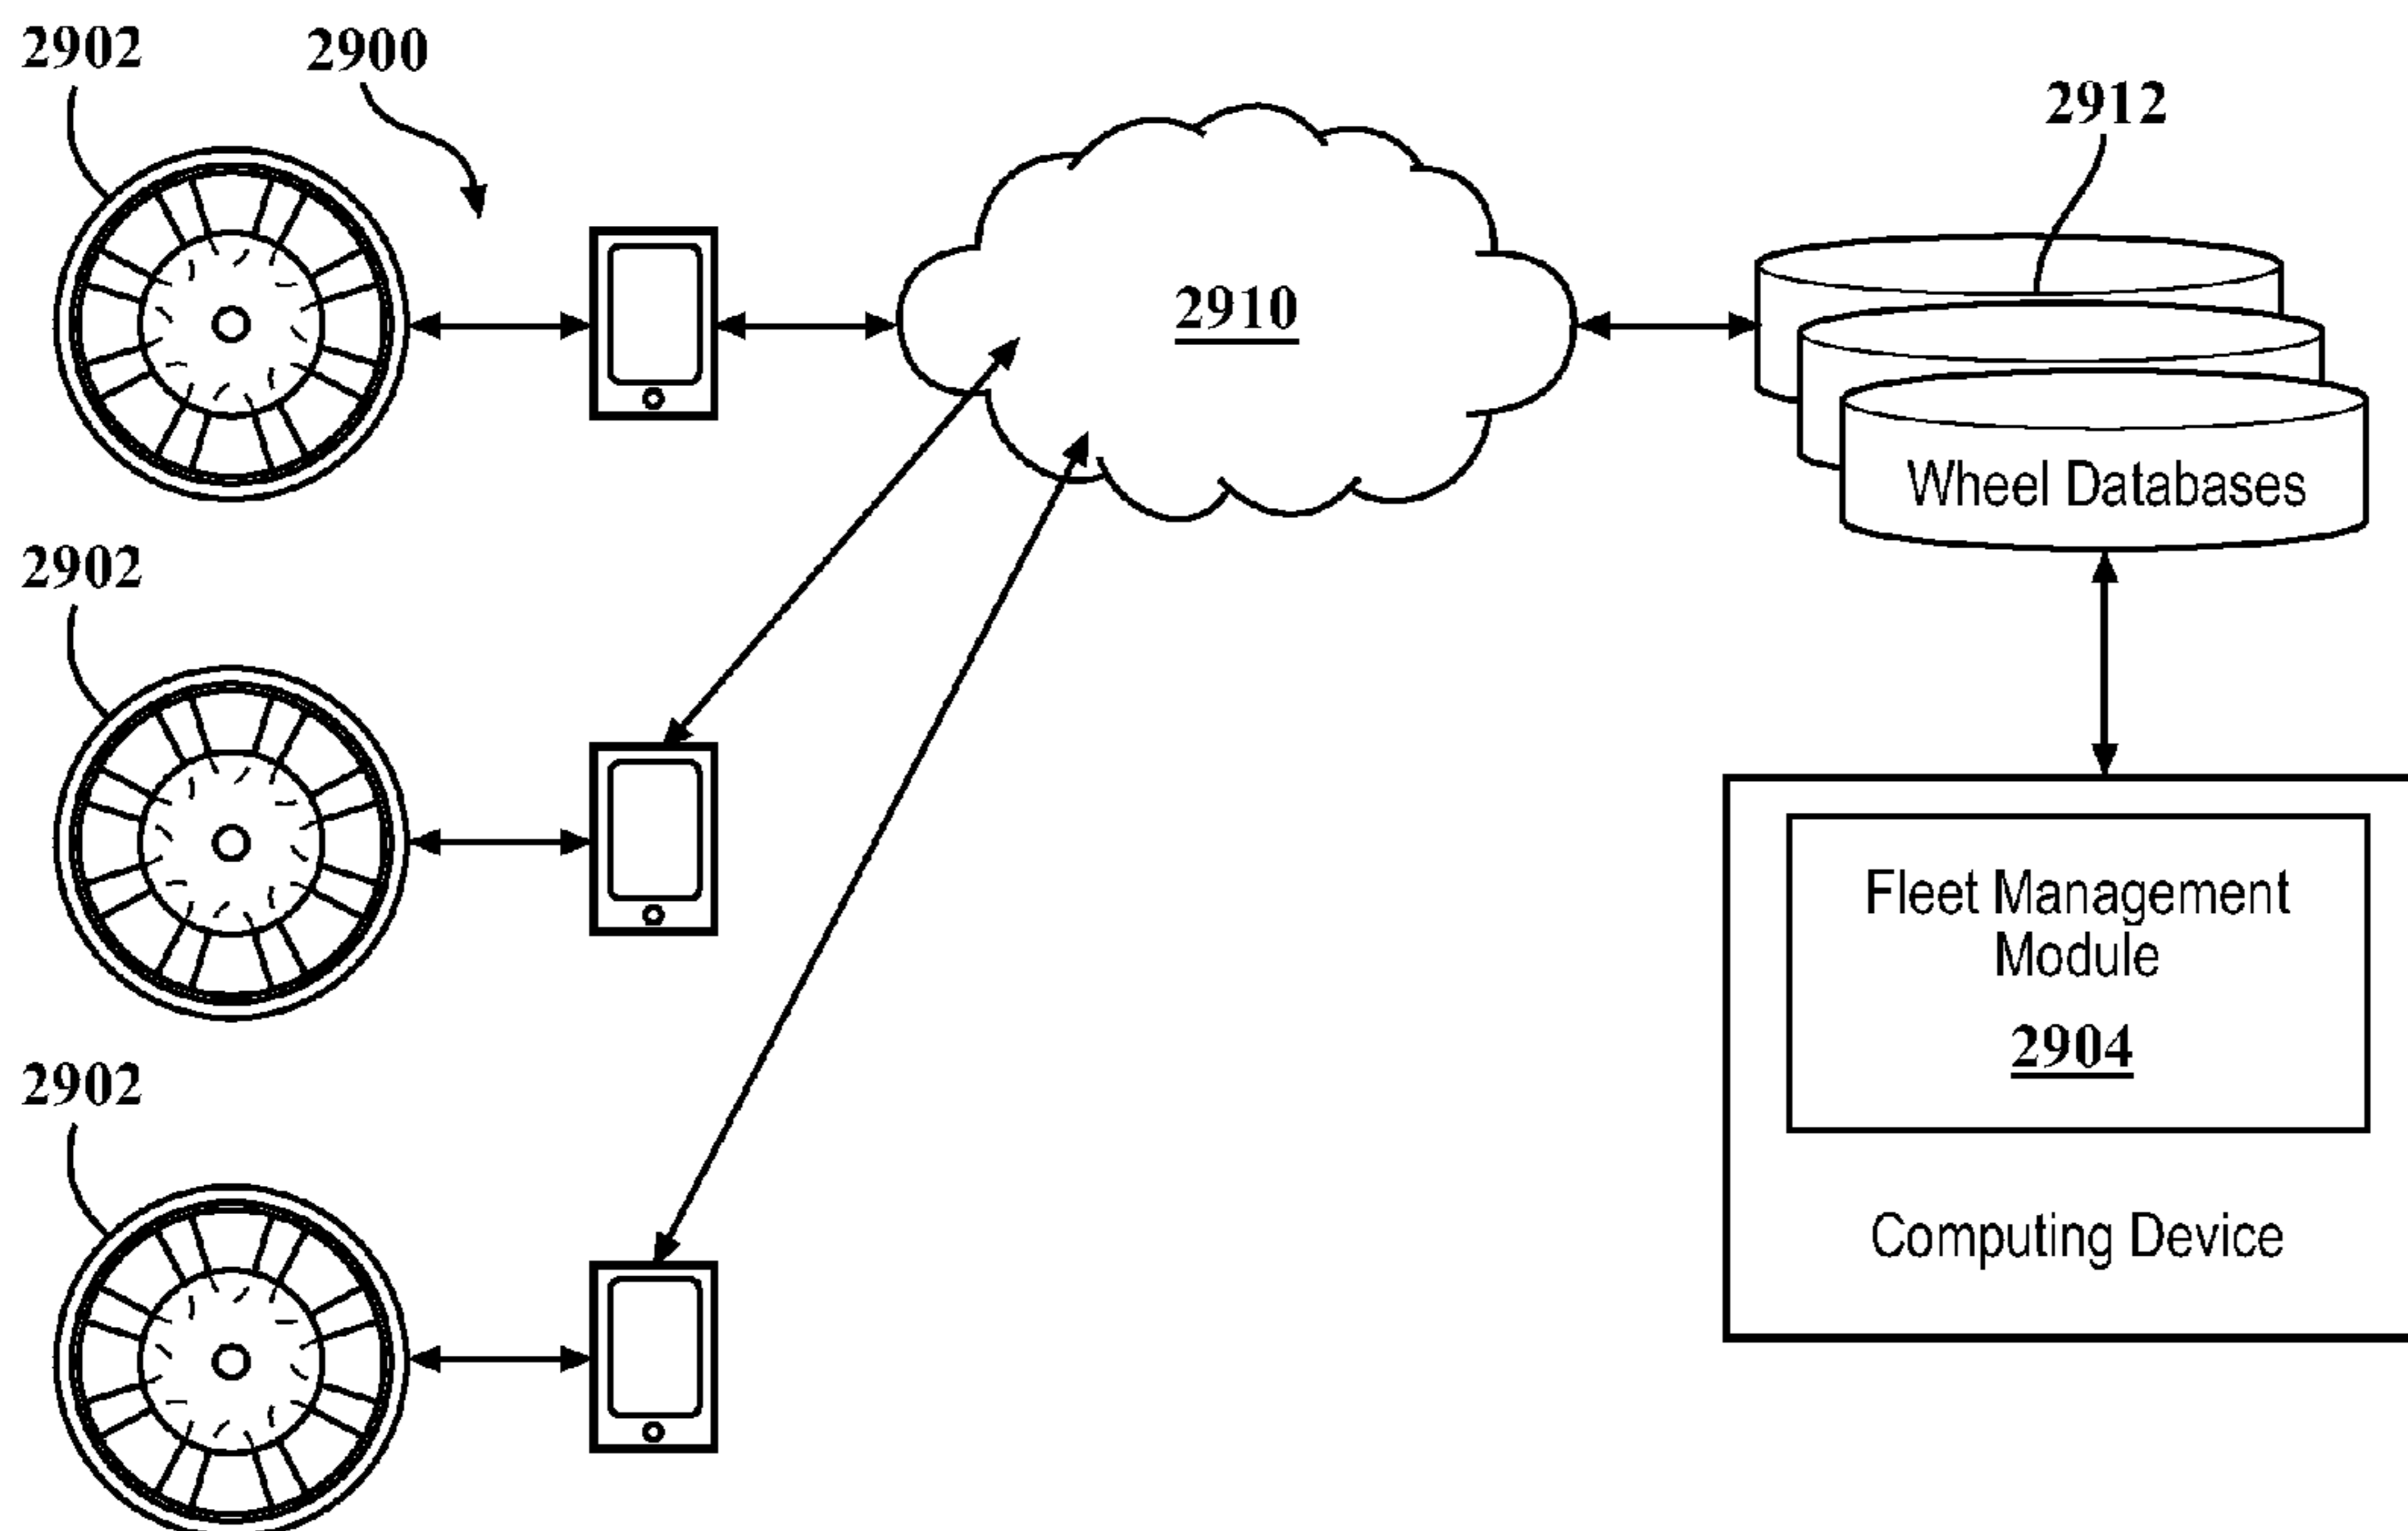 2902
2900
2912
2910
Wheel Databases
2902
Fleet Management
Module
2904
2902
Computing Device